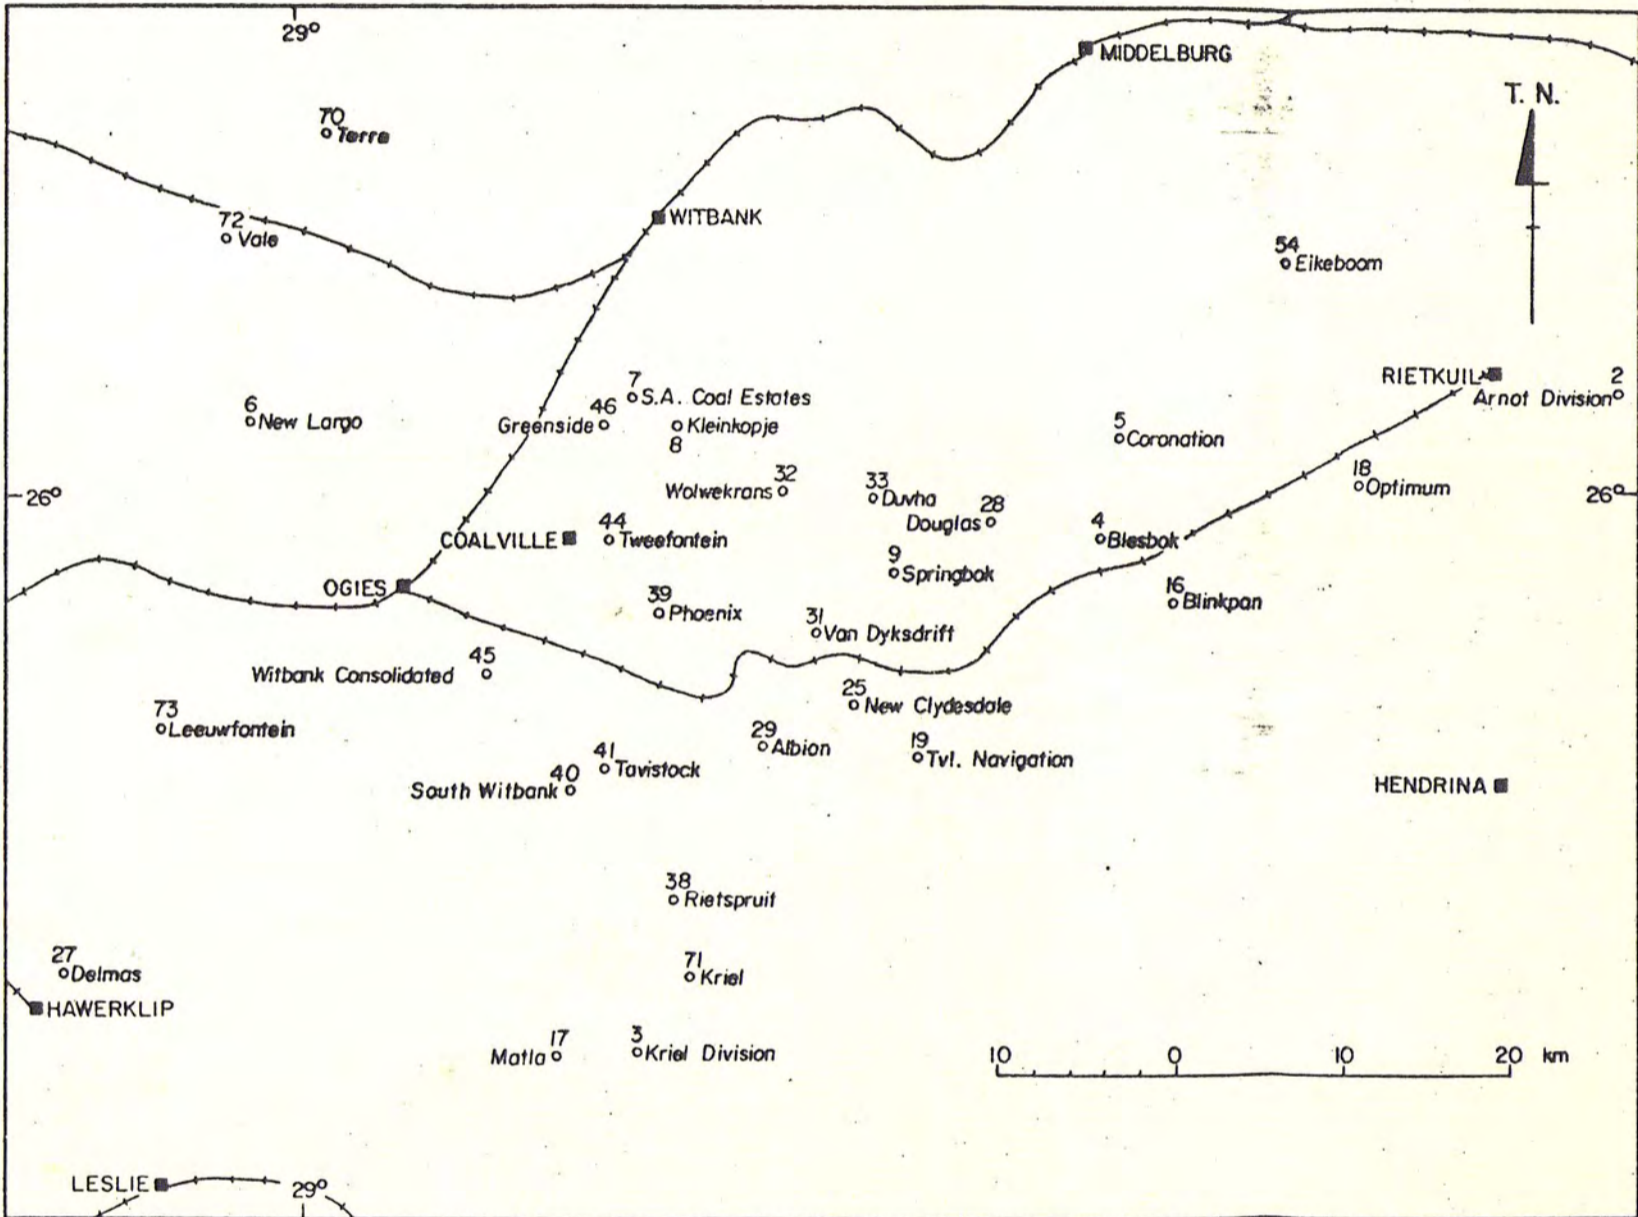 29°
MIDDELBURG
T. N.
70
Terra
WITBANK
72
Vale
54
Eikeboom
RIETKUIL
2
Arnot Division
7
S.A. Coal Estates
6
New Largo
46
Greenside
Kleinkopje
8
5
Coronation
18
Optimum
32
Wolwekrans
33
Duvha
26°
26°
28
Douglas
44
Tweefontein
COALVILLE
4
Blesbok
9
Springbok
OGIES
16
Blinkpan
39
Phoenix
31
Van Dyksdrift
45
Witbank Consolidated
25
New Clydesdale
73
Leeuwfontein
29
Albion
19
Tvl. Navigation
41
Tavistock
40
South Witbank
HENDRINA
38
Rietspruit
27
Delmas
71
Kriel
HAWERKLIP
17
Matla
3
Kriel Division
10 0 10 20 km
LESLIE
29°